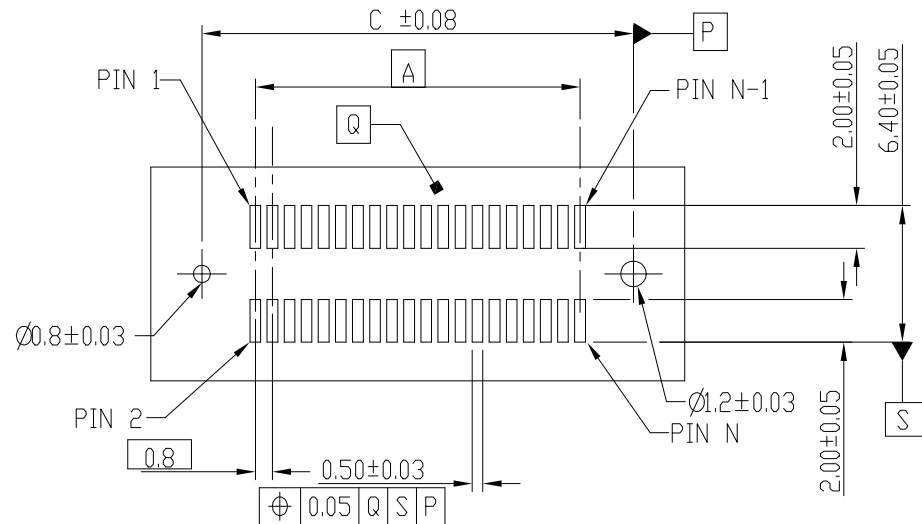 C ±0.08
P
A
PIN 1
PIN N-1
Q
2.00±0.05
6.40±0.05
Ø0.8±0.03
PIN 2
Ø1.2±0.03
PIN N
S
0.8
0.50±0.03
2.00±0.05
⌖ 0.05 Q S P